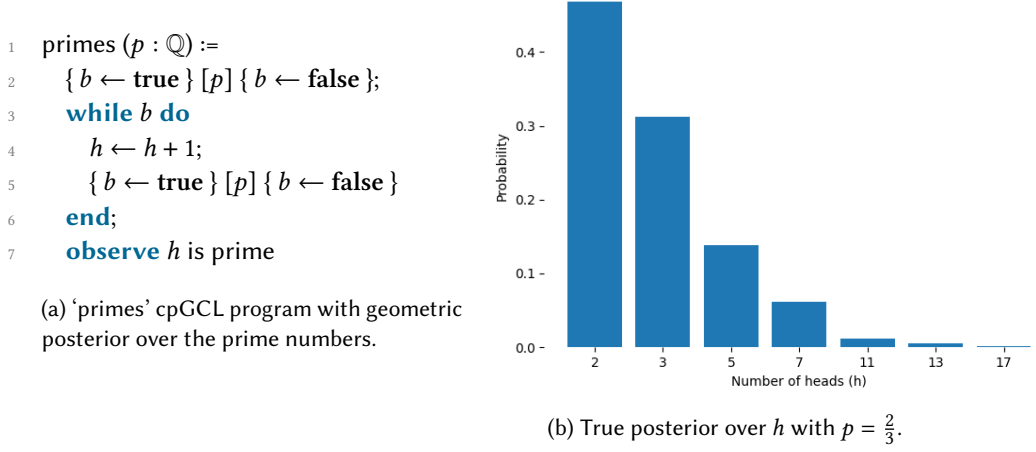 1 primes (p : ℚ) :=
2 { b ← true } [p] { b ← false };
3 while b do
4 h ← h + 1;
5 { b ← true } [p] { b ← false }
6 end;
7 observe h is prime
(a) ‘primes’ cpGCL program with geometric
posterior over the prime numbers.
Probability
0.4
0.3
0.2
0.1
0.0
2 3 5 7 11 13 17
Number of heads (h)
(b) True posterior over h with p = 2/3.